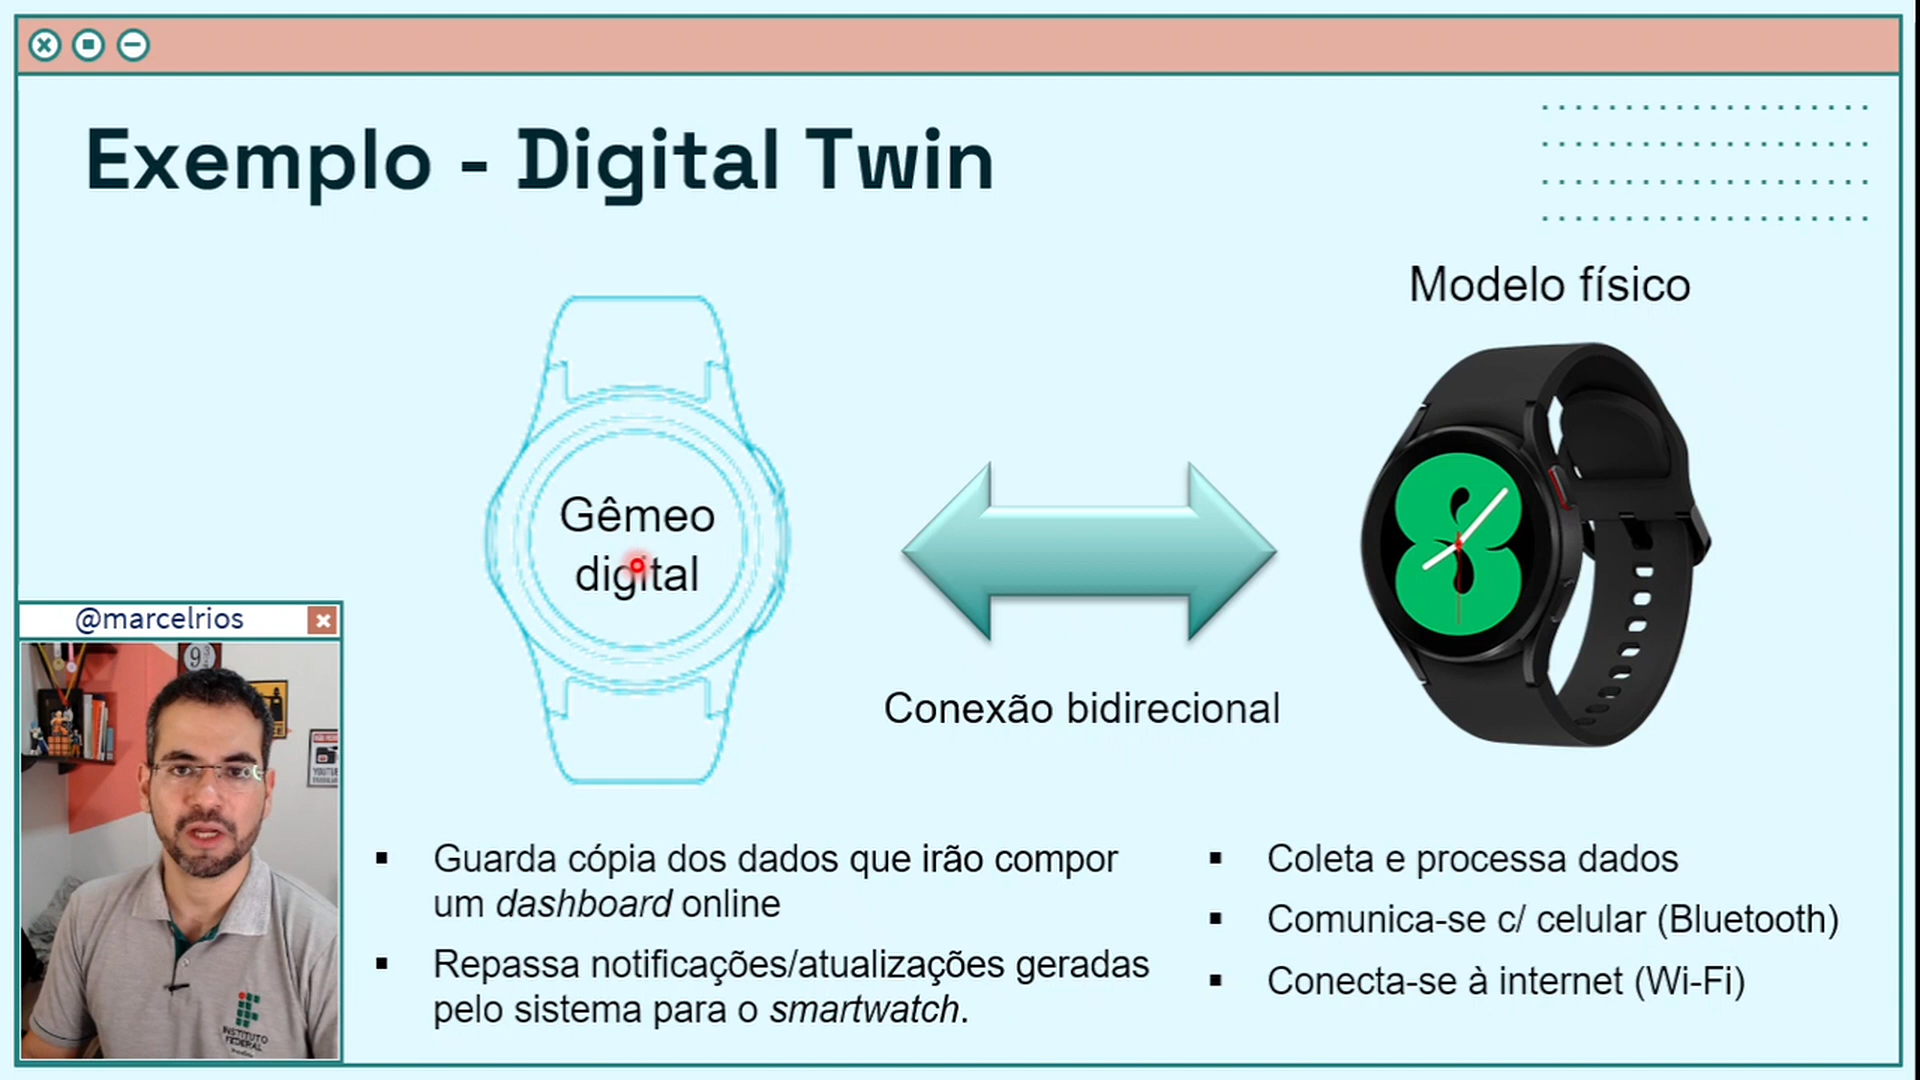 Exemplo - Digital Twin
Modelo físico
Gêmeo
digital
Conexão bidirecional
@marcelrios
▪ Guarda cópia dos dados que irão compor
um dashboard online
▪ Repassa notificações/atualizações geradas
pelo sistema para o smartwatch.
▪ Coleta e processa dados
▪ Comunica-se c/ celular (Bluetooth)
▪ Conecta-se à internet (Wi-Fi)
INSTITUTO
FEDERAL